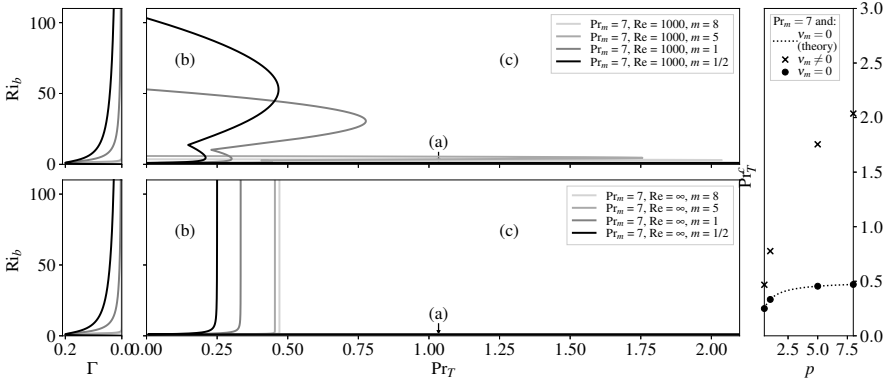 100
50
0
Ri_b
(b)
(c)
(a)
Pr_m = 7, Re = 1000, m = 8
Pr_m = 7, Re = 1000, m = 5
Pr_m = 7, Re = 1000, m = 1
Pr_m = 7, Re = 1000, m = 1/2
100
50
0
Ri_b
0.2
0.0
Γ
(b)
(c)
(a)
Pr_m = 7, Re = ∞, m = 8
Pr_m = 7, Re = ∞, m = 5
Pr_m = 7, Re = ∞, m = 1
Pr_m = 7, Re = ∞, m = 1/2
0.00
0.25
0.50
0.75
1.00
1.25
1.50
1.75
2.00
Pr_T
Pr_T^c
Pr_m = 7 and:
ν_m = 0
(theory)
ν_m ≠ 0
ν_m = 0
3.0
2.5
2.0
1.5
1.0
0.5
0.0
2.5
5.0
7.5
p